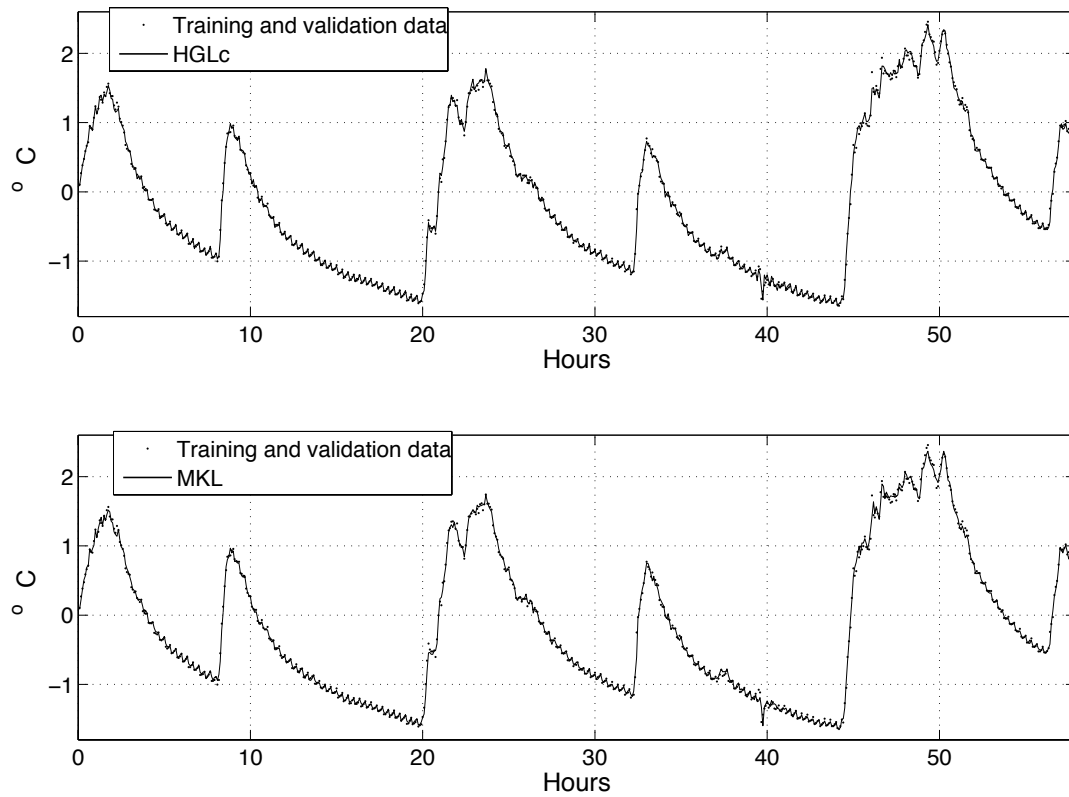 Training and validation data
HGLc
2
1
0
−1
° C
0 10 20 30 40 50
Hours
Training and validation data
MKL
2
1
0
−1
° C
0 10 20 30 40 50
Hours